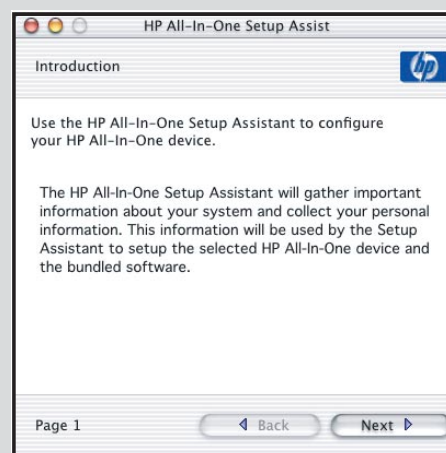 HP All-In-One Setup Assist
Introduction
hp
Use the HP All-In-One Setup Assistant to configure
your HP All-In-One device.
The HP All-In-One Setup Assistant will gather important
information about your system and collect your personal
information. This information will be used by the Setup
Assistant to setup the selected HP All-In-One device and
the bundled software.
Page 1
Back
Next